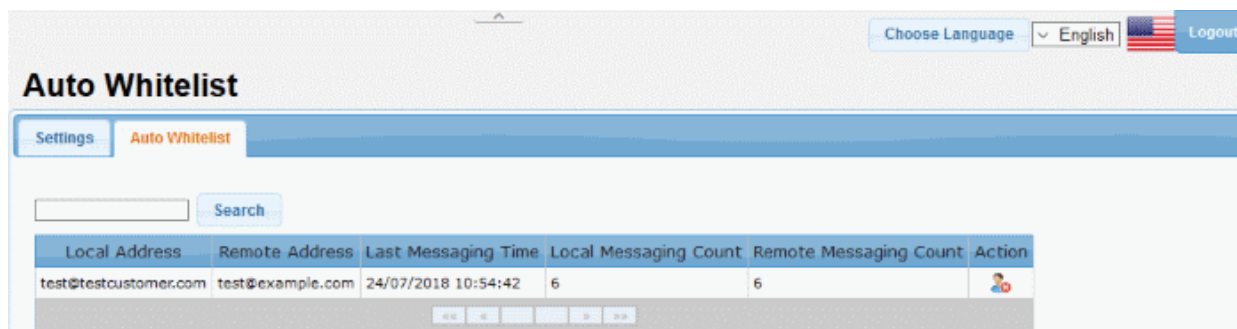 Choose Language English Logout
Auto Whitelist
Settings Auto Whitelist
Search
Local Address Remote Address Last Messaging Time Local Messaging Count Remote Messaging Count Action
test@testcustomer.com test@example.com 24/07/2018 10:54:42 6 6
<< < > >>